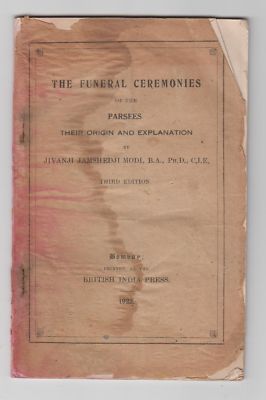 THE FUNERAL CEREMONIES
OF THE
PARSEES
THEIR ORIGIN AND EXPLANATION
BY
JIVANJI JAMSHEDJI MODI, B.A., PH.D., C.I.E.
THIRD EDITION
Bombay:
PRINTED AT THE
BRITISH INDIA PRESS.